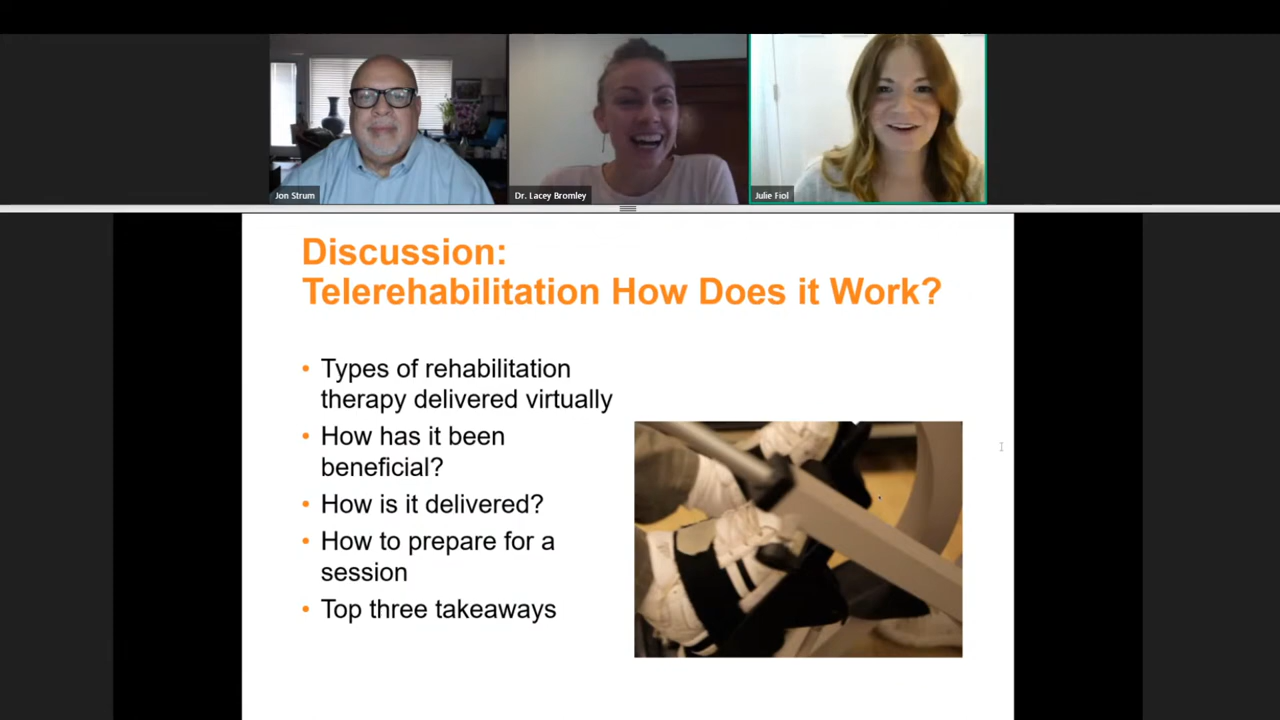 Jon Strum
Dr. Lacey Bromley
Julie Fiol
Discussion:
Telerehabilitation How Does it Work?
• Types of rehabilitation
therapy delivered virtually
• How has it been
beneficial?
• How is it delivered?
• How to prepare for a
session
• Top three takeaways